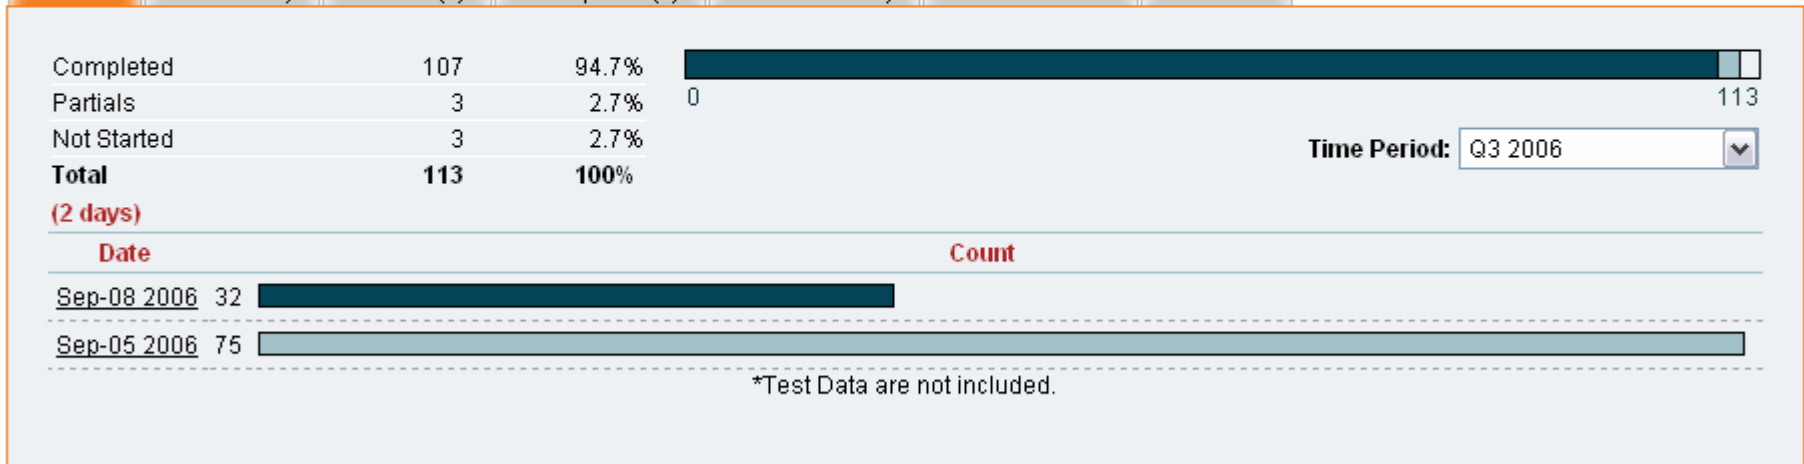 Completed 107 94.7%
Partials 3 2.7%
Not Started 3 2.7%
Total 113 100%
0 113
Time Period: Q3 2006
(2 days)
Date Count
Sep-08 2006 32
Sep-05 2006 75
*Test Data are not included.